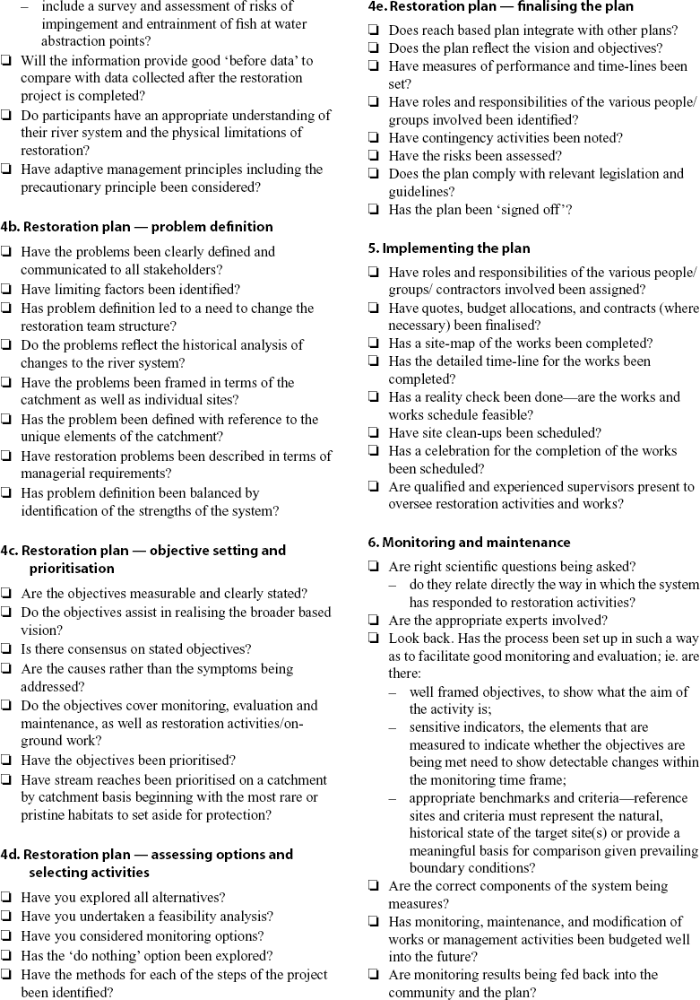 – include a survey and assessment of risks of
impingement and entrainment of fish at water
abstraction points?
❏ Will the information provide good ‘before data’ to
compare with data collected after the restoration
project is completed?
❏ Do participants have an appropriate understanding of
their river system and the physical limitations of
restoration?
❏ Have adaptive management principles including the
precautionary principle been considered?
4b. Restoration plan — problem definition
❏ Have the problems been clearly defined and
communicated to all stakeholders?
❏ Have limiting factors been identified?
❏ Has problem definition led to a need to change the
restoration team structure?
❏ Do the problems reflect the historical analysis of
changes to the river system?
❏ Have the problems been framed in terms of the
catchment as well as individual sites?
❏ Has the problem been defined with reference to the
unique elements of the catchment?
❏ Have restoration problems been described in terms of
managerial requirements?
❏ Has problem definition been balanced by
identification of the strengths of the system?
4c. Restoration plan — objective setting and
prioritisation
❏ Are the objectives measurable and clearly stated?
❏ Do the objectives assist in realising the broader based
vision?
❏ Is there consensus on stated objectives?
❏ Are the causes rather than the symptoms being
addressed?
❏ Do the objectives cover monitoring, evaluation and
maintenance, as well as restoration activities/on-
ground work?
❏ Have the objectives been prioritised?
❏ Have stream reaches been prioritised on a catchment
by catchment basis beginning with the most rare or
pristine habitats to set aside for protection?
4d. Restoration plan — assessing options and
selecting activities
❏ Have you explored all alternatives?
❏ Have you undertaken a feasibility analysis?
❏ Have you considered monitoring options?
❏ Has the ‘do nothing’ option been explored?
❏ Have the methods for each of the steps of the project
been identified?
4e. Restoration plan — finalising the plan
❏ Does reach based plan integrate with other plans?
❏ Does the plan reflect the vision and objectives?
❏ Have measures of performance and time-lines been
set?
❏ Have roles and responsibilities of the various people/
groups involved been identified?
❏ Have contingency activities been noted?
❏ Have the risks been assessed?
❏ Does the plan comply with relevant legislation and
guidelines?
❏ Has the plan been ‘signed off’?
5. Implementing the plan
❏ Have roles and responsibilities of the various people/
groups/ contractors involved been assigned?
❏ Have quotes, budget allocations, and contracts (where
necessary) been finalised?
❏ Has a site-map of the works been completed?
❏ Has the detailed time-line for the works been
completed?
❏ Has a reality check been done—are the works and
works schedule feasible?
❏ Have site clean-ups been scheduled?
❏ Has a celebration for the completion of the works
been scheduled?
❏ Are qualified and experienced supervisors present to
oversee restoration activities and works?
6. Monitoring and maintenance
❏ Are right scientific questions being asked?
– do they relate directly the way in which the system
has responded to restoration activities?
❏ Are the appropriate experts involved?
❏ Look back. Has the process been set up in such a way
as to facilitate good monitoring and evaluation; ie. are
there:
– well framed objectives, to show what the aim of
the activity is;
– sensitive indicators, the elements that are
measured to indicate whether the objectives are
being met need to show detectable changes within
the monitoring time frame;
– appropriate benchmarks and criteria—reference
sites and criteria must represent the natural,
historical state of the target site(s) or provide a
meaningful basis for comparison given prevailing
boundary conditions?
❏ Are the correct components of the system being
measures?
❏ Has monitoring, maintenance, and modification of
works or management activities been budgeted well
into the future?
❏ Are monitoring results being fed back into the
community and the plan?